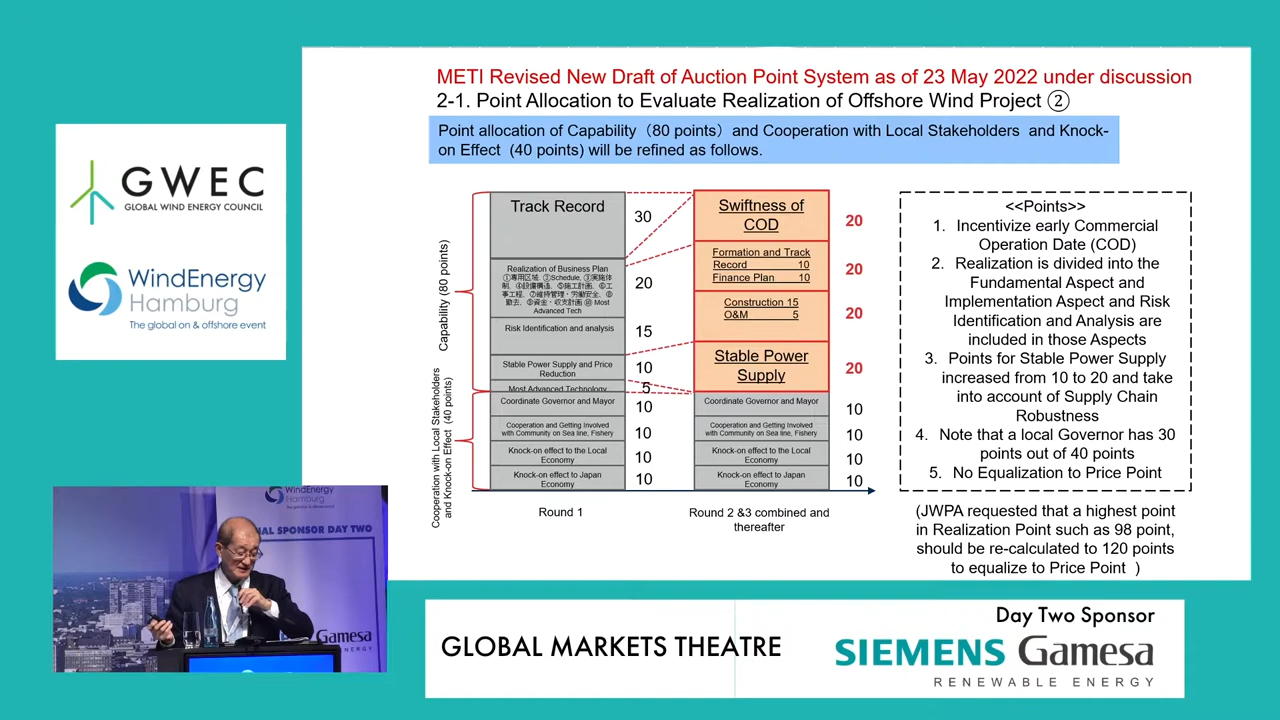 METI Revised New Draft of Auction Point System as of 23 May 2022 under discussion
2-1. Point Allocation to Evaluate Realization of Offshore Wind Project ②
Point allocation of Capability（80 points）and Cooperation with Local Stakeholders and Knock-
on Effect (40 points) will be refined as follows.
GWEC
GLOBAL WIND ENERGY COUNCIL
WindEnergy
Hamburg
The global on & offshore event
Capability (80 points)
Cooperation with Local Stakeholders
and Knock-on Effect (40 points)
Track Record
30
Realization of Business Plan
Advanced Tech
20
Risk Identification and analysis
15
Stable Power Supply and Price
Reduction
10
Most Advanced Technology
5
Coordinate Governor and Mayor
10
Cooperation and Getting Involved
with Community on Sea line, Fishery
10
Knock-on effect to the Local
Economy
10
Knock-on effect to Japan
Economy
10
Round 1
Swiftness of
COD
20
Formation and Track
Record 10
Finance Plan 10
20
Construction 15
O&M 5
20
Stable Power
Supply
20
Coordinate Governor and Mayor
10
Cooperation and Getting Involved
with Community on Sea line, Fishery
10
Knock-on effect to the Local
Economy
10
Knock-on effect to Japan
Economy
10
Round 2 &3 combined and
thereafter
<<Points>>
1. Incentivize early Commercial
Operation Date (COD)
2. Realization is divided into the
Fundamental Aspect and
Implementation Aspect and Risk
Identification and Analysis are
included in those Aspects
3. Points for Stable Power Supply
increased from 10 to 20 and take
into account of Supply Chain
Robustness
4. Note that a local Governor has 30
points out of 40 points
5. No Equalization to Price Point
(JWPA requested that a highest point
in Realization Point such as 98 point,
should be re-calculated to 120 points
to equalize to Price Point )
WindEnergy
Hamburg
NAL SPONSOR DAY TWO
Gamesa
GLOBAL MARKETS THEATRE
Day Two Sponsor
SIEMENS Gamesa
RENEWABLE ENERGY